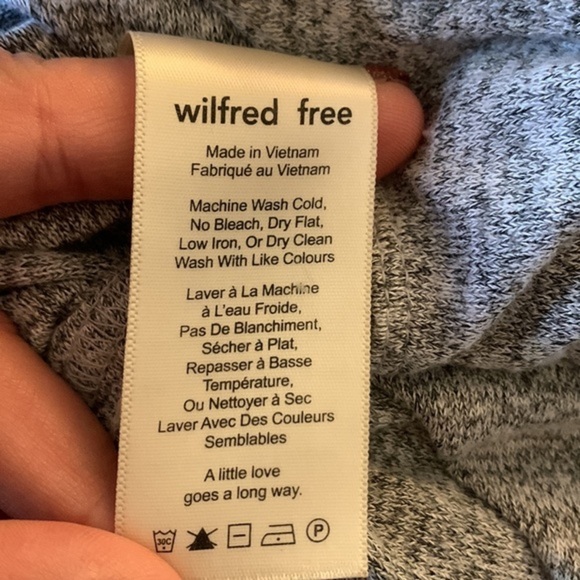 wilfred free
Made in Vietnam
Fabriqué au Vietnam
Machine Wash Cold,
No Bleach, Dry Flat,
Low Iron, Or Dry Clean
Wash With Like Colours
Laver à La Machine
à L'eau Froide,
Pas De Blanchiment,
Sécher à Plat,
Repasser à Basse
Température,
Ou Nettoyer à Sec
Laver Avec Des Couleurs
Semblables
A little love
goes a long way.
30C P